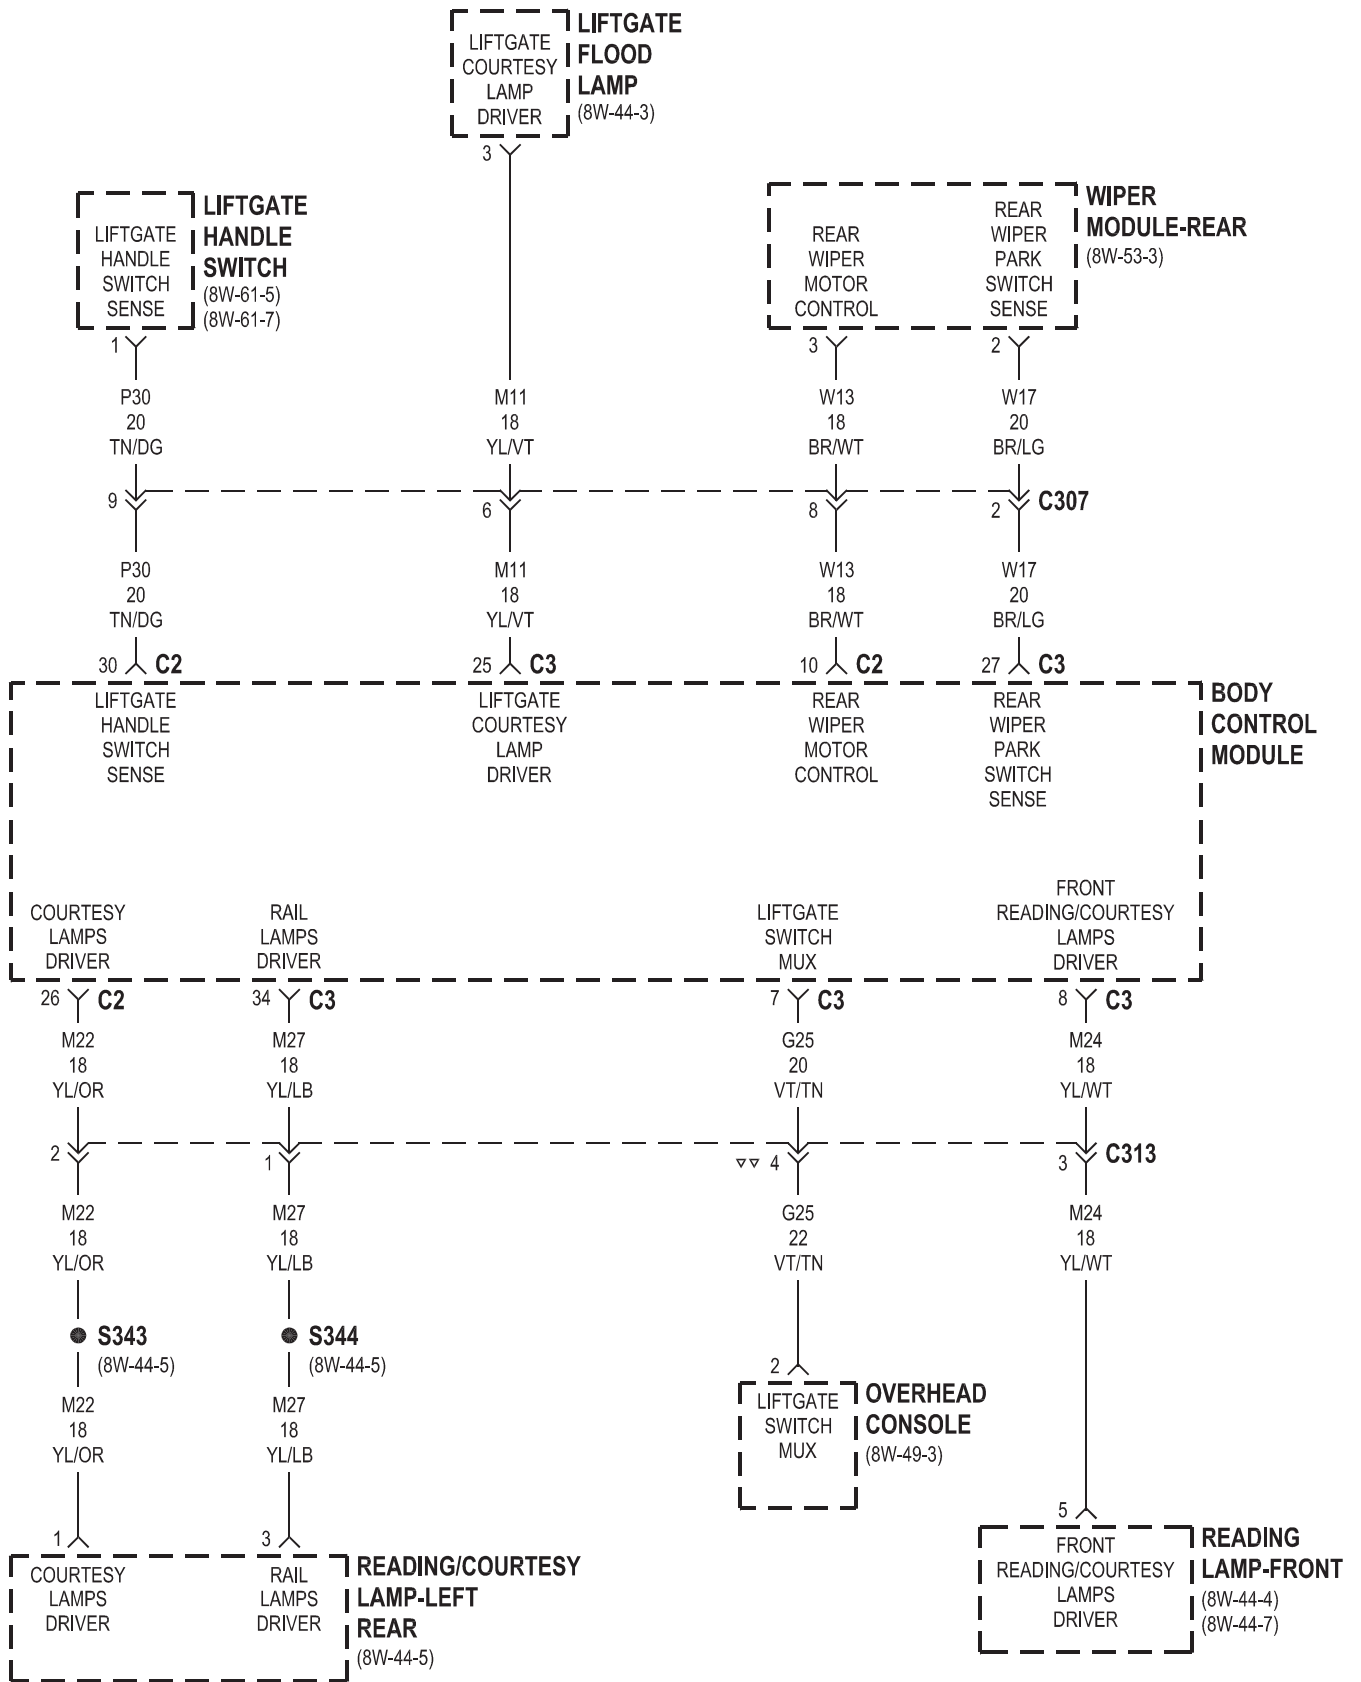 LIFTGATE
COURTESY
LAMP
DRIVER
LIFTGATE
FLOOD
LAMP
(8W-44-3)
3
LIFTGATE
HANDLE
SWITCH
SENSE
LIFTGATE
HANDLE
SWITCH
(8W-61-5)
(8W-61-7)
REAR
WIPER
MOTOR
CONTROL
REAR
WIPER
PARK
SWITCH
SENSE
WIPER
MODULE-REAR
(8W-53-3)
1
3
2
P30
20
TN/DG
M11
18
YL/VT
W13
18
BR/WT
W17
20
BR/LG
9
6
8
2
C307
P30
20
TN/DG
M11
18
YL/VT
W13
18
BR/WT
W17
20
BR/LG
30 C2
25 C3
10 C2
27 C3
LIFTGATE
HANDLE
SWITCH
SENSE
LIFTGATE
COURTESY
LAMP
DRIVER
REAR
WIPER
MOTOR
CONTROL
REAR
WIPER
PARK
SWITCH
SENSE
BODY
CONTROL
MODULE
COURTESY
LAMPS
DRIVER
RAIL
LAMPS
DRIVER
LIFTGATE
SWITCH
MUX
FRONT
READING/COURTESY
LAMPS
DRIVER
26 C2
34 C3
7 C3
8 C3
M22
18
YL/OR
M27
18
YL/LB
G25
20
VT/TN
M24
18
YL/WT
2
1
4
3
C313
M22
18
YL/OR
M27
18
YL/LB
G25
22
VT/TN
M24
18
YL/WT
S343
(8W-44-5)
S344
(8W-44-5)
M22
18
YL/OR
M27
18
YL/LB
2
LIFTGATE
SWITCH
MUX
OVERHEAD
CONSOLE
(8W-49-3)
1
3
5
COURTESY
LAMPS
DRIVER
RAIL
LAMPS
DRIVER
READING/COURTESY
LAMP-LEFT
REAR
(8W-44-5)
FRONT
READING/COURTESY
LAMPS
DRIVER
READING
LAMP-FRONT
(8W-44-4)
(8W-44-7)